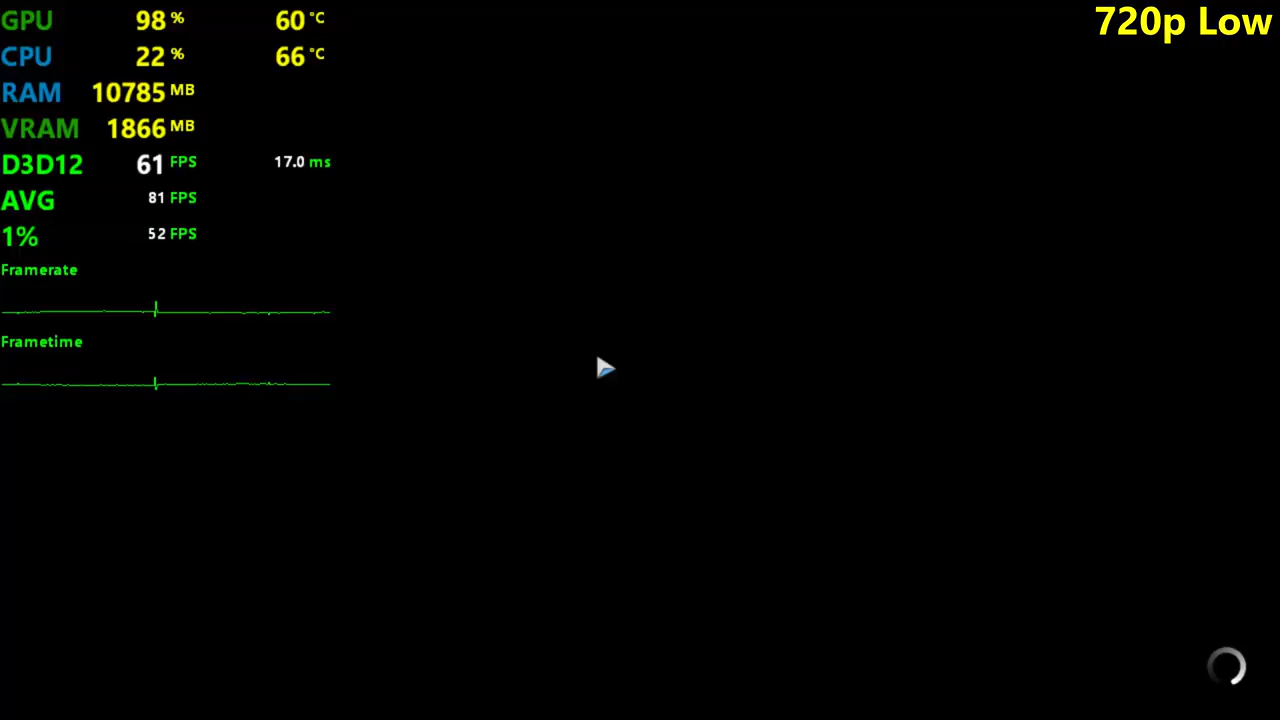 GPU 98 % 60 °C
720p Low
CPU 22 % 66 °C
RAM 10785 MB
VRAM 1866 MB
D3D12 61 FPS 17.0 ms
AVG 81 FPS
1% 52 FPS
Framerate
Frametime